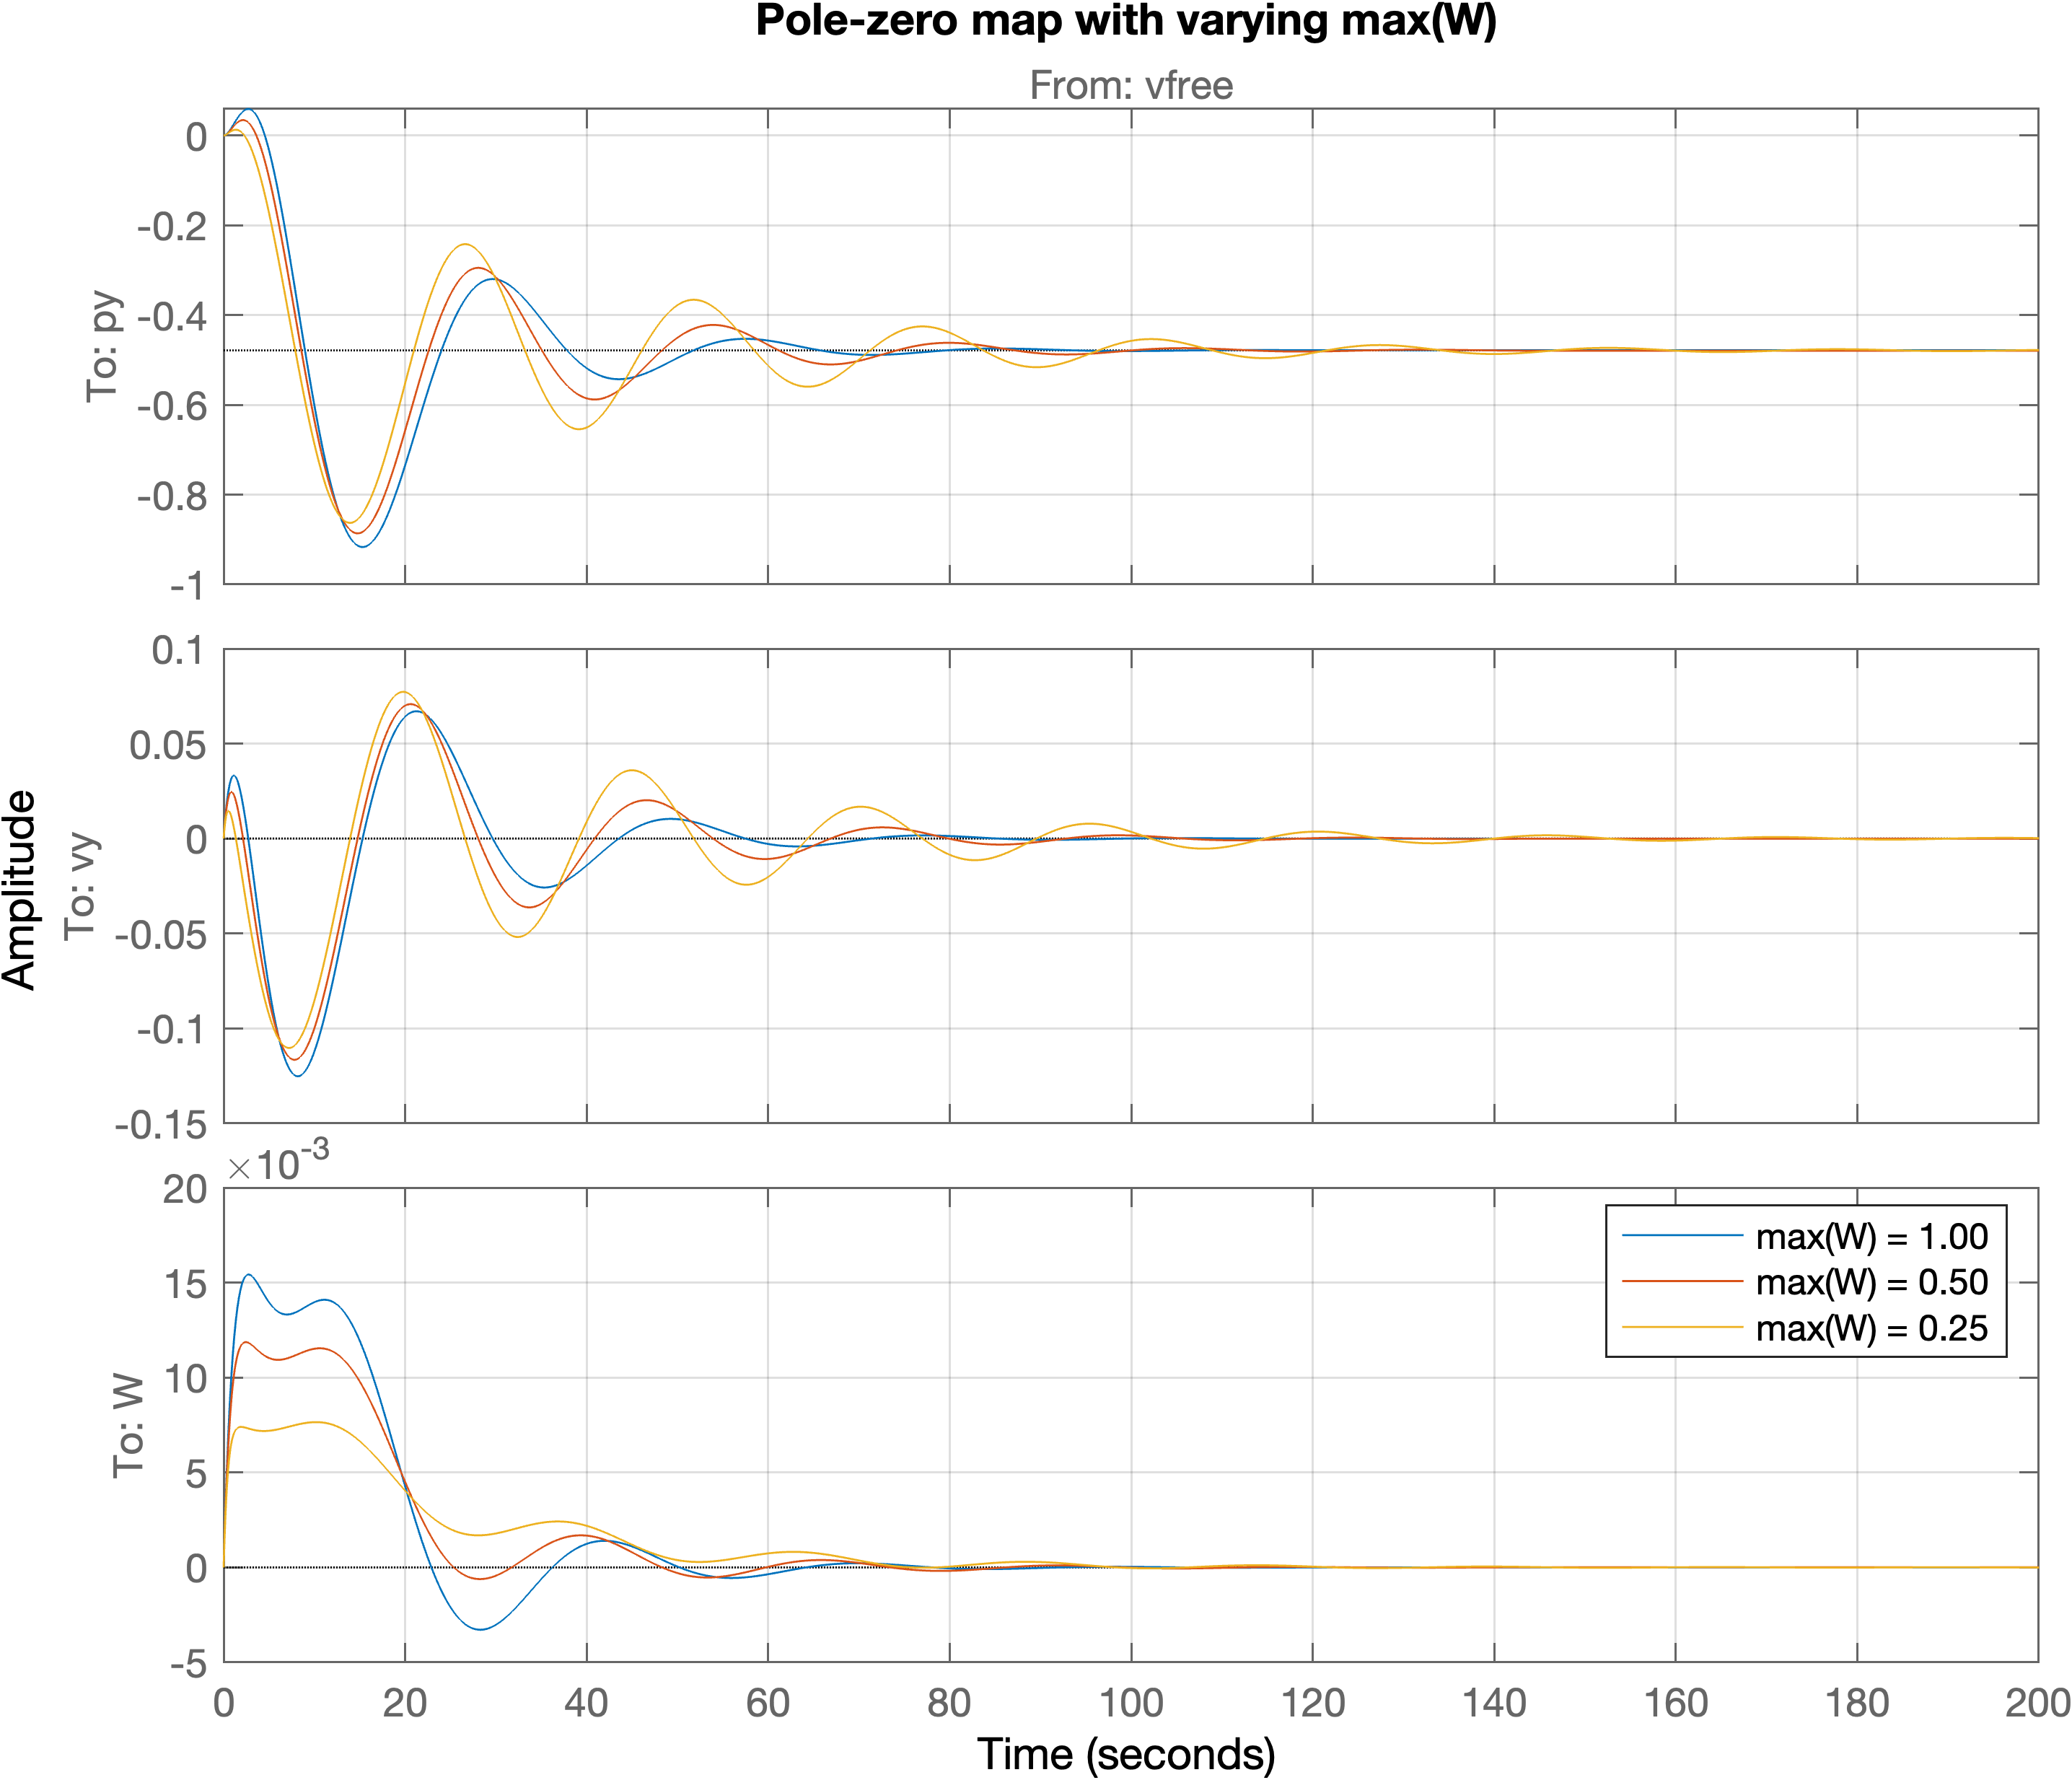 Pole-zero map with varying max(W)
From: vfree
To: py
0
-0.2
-0.4
-0.6
-0.8
-1
Amplitude
To: vy
0.1
0.05
0
-0.05
-0.1
-0.15
×10-3
To: W
20
15
10
5
0
-5
max(W) = 1.00
max(W) = 0.50
max(W) = 0.25
0 20 40 60 80 100 120 140 160 180 200
Time (seconds)